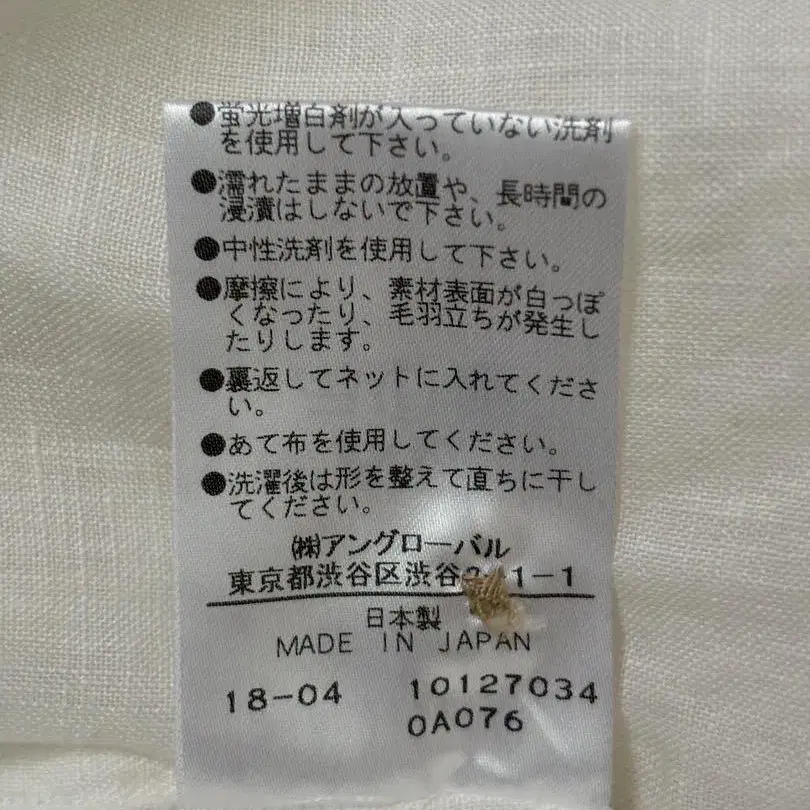 ●蛍光増白剤が入っていない洗剤
を使用して下さい。
●濡れたままの放置や、長時間の
浸漬はしないで下さい。
●中性洗剤を使用して下さい。
●摩擦により、素材表面が白っぽ
くなったり、毛羽立ちが発生し
たりします。
●裏返してネットに入れてくださ
い。
●あて布を使用してください。
●洗濯後は形を整えて直ちに干し
てください。
㈱アングローバル
東京都渋谷区渋谷 1-1
日本製
MADE IN JAPAN
18-04 10127034
0A076